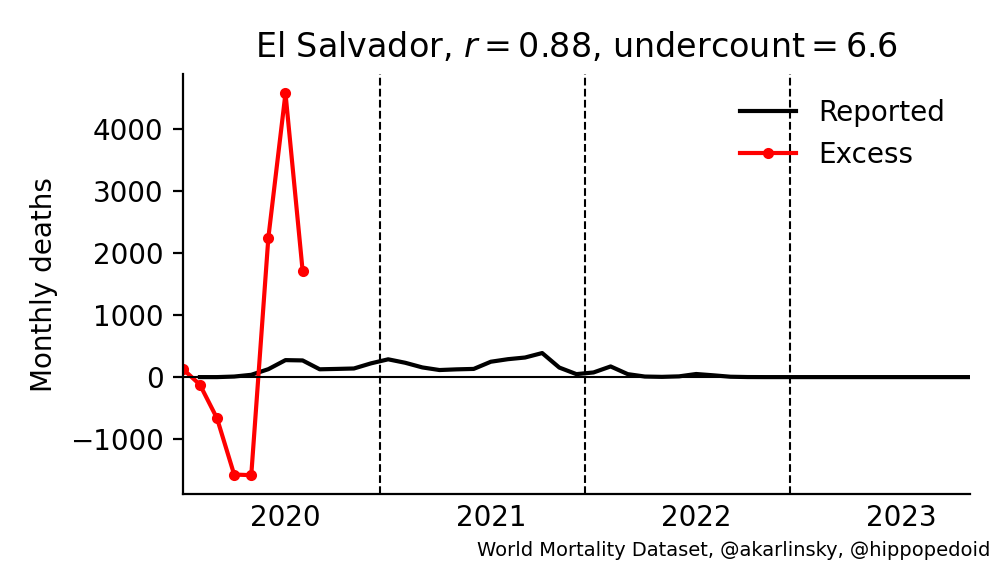 El Salvador, r = 0.88, undercount = 6.6
Monthly deaths
4000
3000
2000
1000
0
−1000
Reported
Excess
2020 2021 2022 2023
World Mortality Dataset, @akarlinsky, @hippopedoid